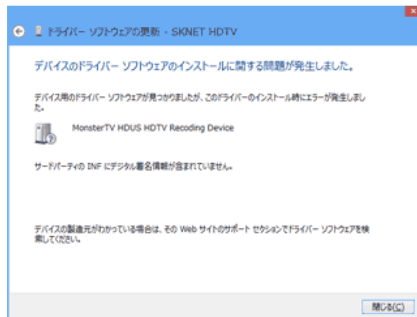 ドライバー ソフトウェアの更新 - SKNET HDTV
デバイスのドライバー ソフトウェアのインストールに関する問題が発生しました。
デバイス用のドライバー ソフトウェアが見つかりましたが、このドライバーのインストール時にエラーが発生しまし
た。
MonsterTV HDUS HDTV Recoding Device
サードパーティの INF にデジタル署名情報が含まれていません。
デバイスの製造元がわかっている場合は、その Web サイトのサポート セクションでドライバー ソフトウェアを検
索してください。
閉じる(C)